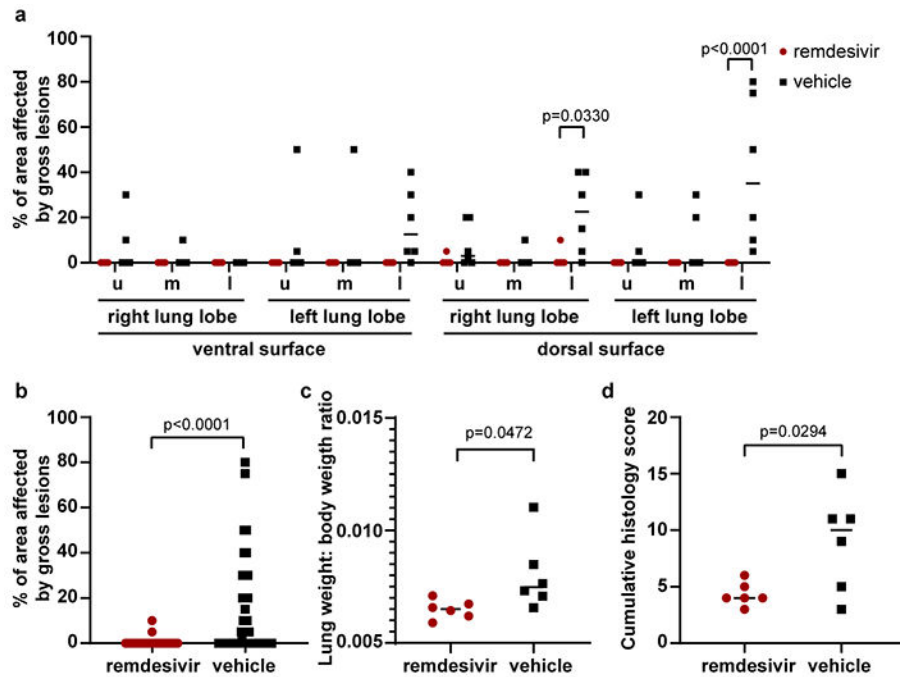 a
% of area affected
by gross lesions
100
80
60
40
20
0
p=0.0330
p<0.0001
remdesivir
vehicle
u m l u m l u m l u m l
right lung lobe left lung lobe right lung lobe left lung lobe
ventral surface dorsal surface
b
% of area affected
by gross lesions
100
80
60
40
20
0
p<0.0001
remdesivir vehicle
c
Lung weight: body weigth ratio
0.015
0.010
0.005
p=0.0472
remdesivir vehicle
d
Cumulative histology score
20
15
10
5
0
p=0.0294
remdesivir vehicle